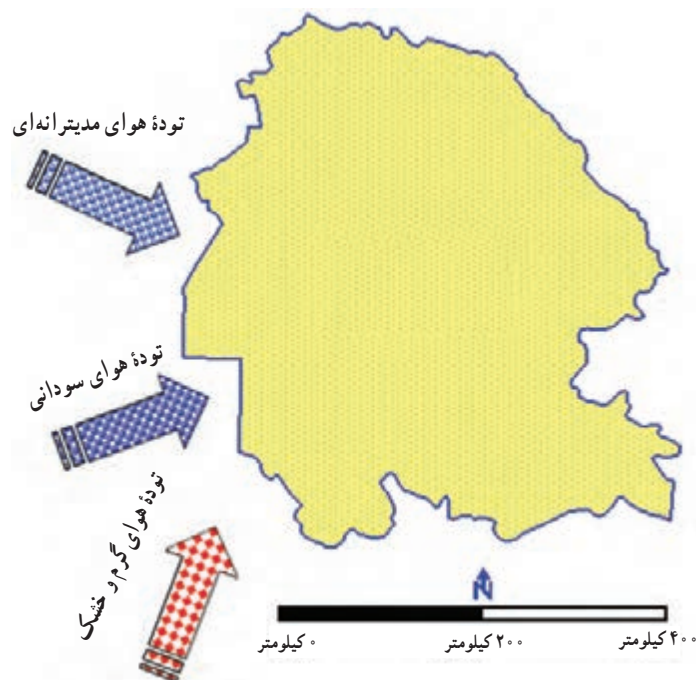 تودهٔ هوای مدیترانه‌ای
تودهٔ هوای سودانی
تودهٔ هوای گرم و خشک
N
۰ کیلومتر
۲۰۰ کیلومتر
۴۰۰ کیلومتر